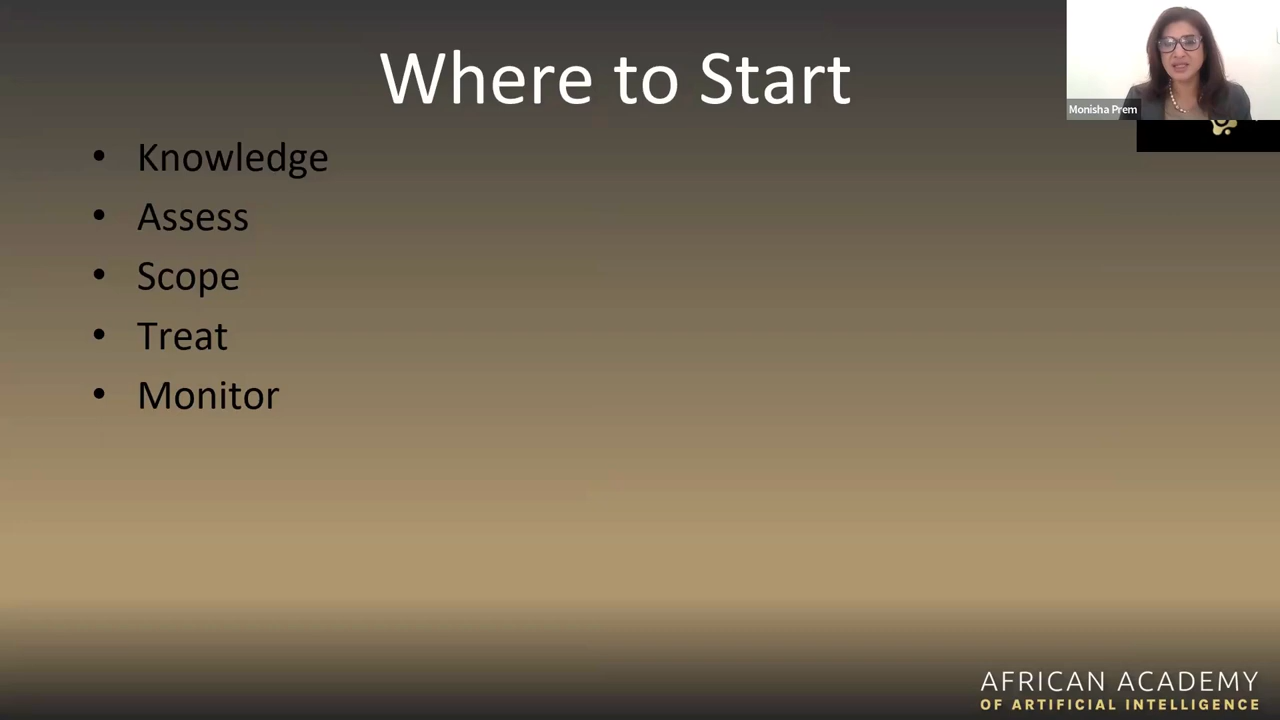 Where to Start
Monisha Prem
• Knowledge
• Assess
• Scope
• Treat
• Monitor
AFRICAN ACADEMY
OF ARTIFICIAL INTELLIGENCE